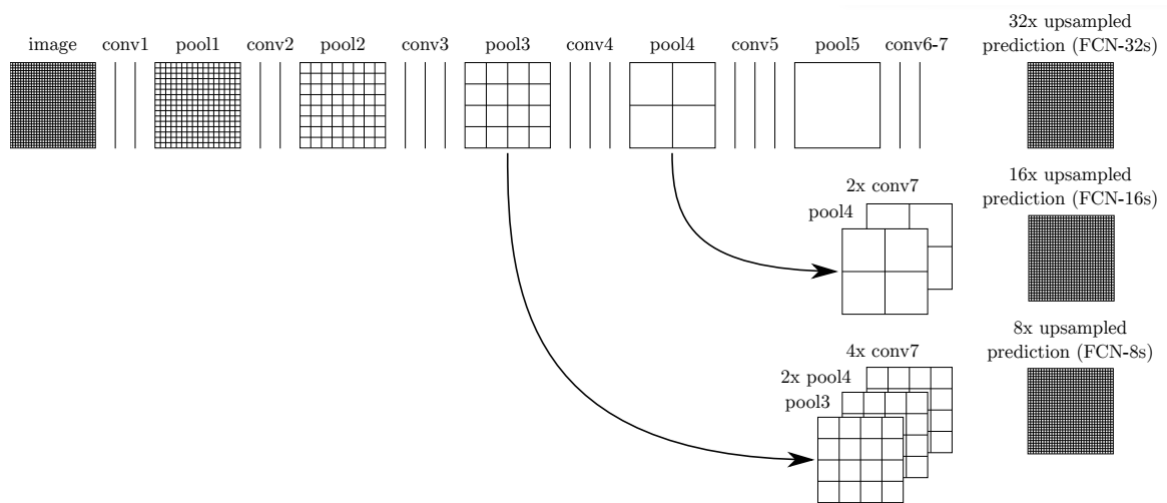 image conv1 pool1 conv2 pool2 conv3 pool3 conv4 pool4 conv5 pool5 conv6-7
32x upsampled
prediction (FCN-32s)
2x conv7
pool4
16x upsampled
prediction (FCN-16s)
4x conv7
2x pool4
pool3
8x upsampled
prediction (FCN-8s)